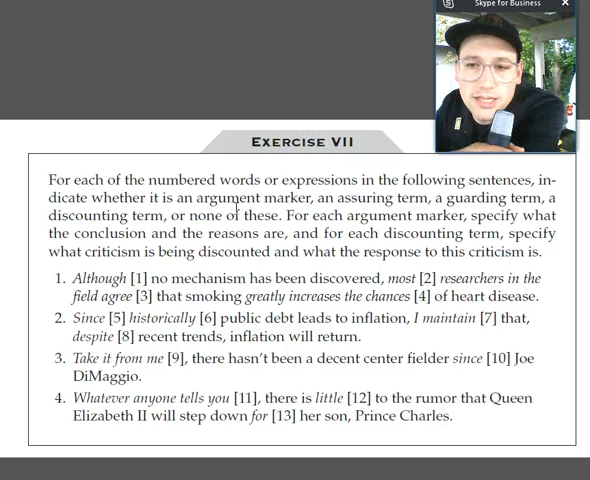 Skype for Business
EXERCISE VII
For each of the numbered words or expressions in the following sentences, in-
dicate whether it is an argument marker, an assuring term, a guarding term, a
discounting term, or none of these. For each argument marker, specify what
the conclusion and the reasons are, and for each discounting term, specify
what criticism is being discounted and what the response to this criticism is.
1. Although [1] no mechanism has been discovered, most [2] researchers in the
field agree [3] that smoking greatly increases the chances [4] of heart disease.
2. Since [5] historically [6] public debt leads to inflation, I maintain [7] that,
despite [8] recent trends, inflation will return.
3. Take it from me [9], there hasn't been a decent center fielder since [10] Joe
DiMaggio.
4. Whatever anyone tells you [11], there is little [12] to the rumor that Queen
Elizabeth II will step down for [13] her son, Prince Charles.